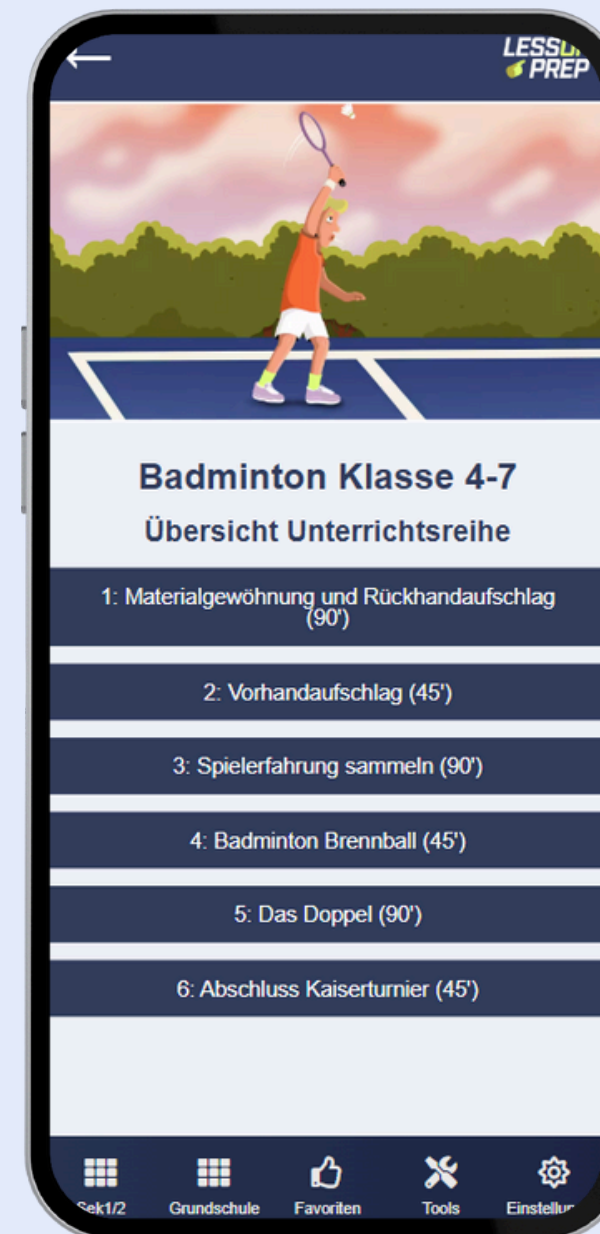 PREP
Badminton Klasse 4-7
Übersicht Unterrichtsreihe
1: Materialgewöhnung und Rückhandaufschlag
(90')
2: Vorhandaufschlag (45')
3: Spielerfahrung sammeln (90')
4: Badminton Brennball (45')
5: Das Doppel (90')
6: Abschluss Kaiserturnier (45')
Sek1/2 Grundschule Favoriten Tools